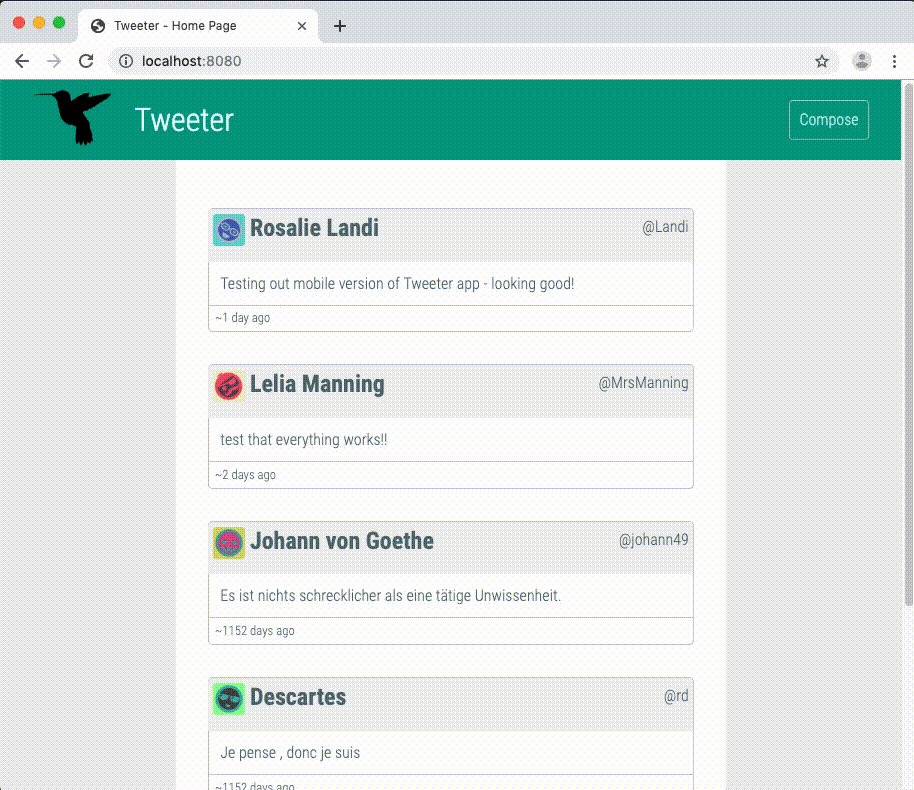 Tweeter - Home Page
localhost:8080
Tweeter
Compose
Rosalie Landi @Landi
Testing out mobile version of Tweeter app - looking good!
~1 day ago
Lelia Manning @MrsManning
test that everything works!!
~2 days ago
Johann von Goethe @johann49
Es ist nichts schrecklicher als eine tätige Unwissenheit.
~1152 days ago
Descartes @rd
Je pense , donc je suis
~1152 days ago